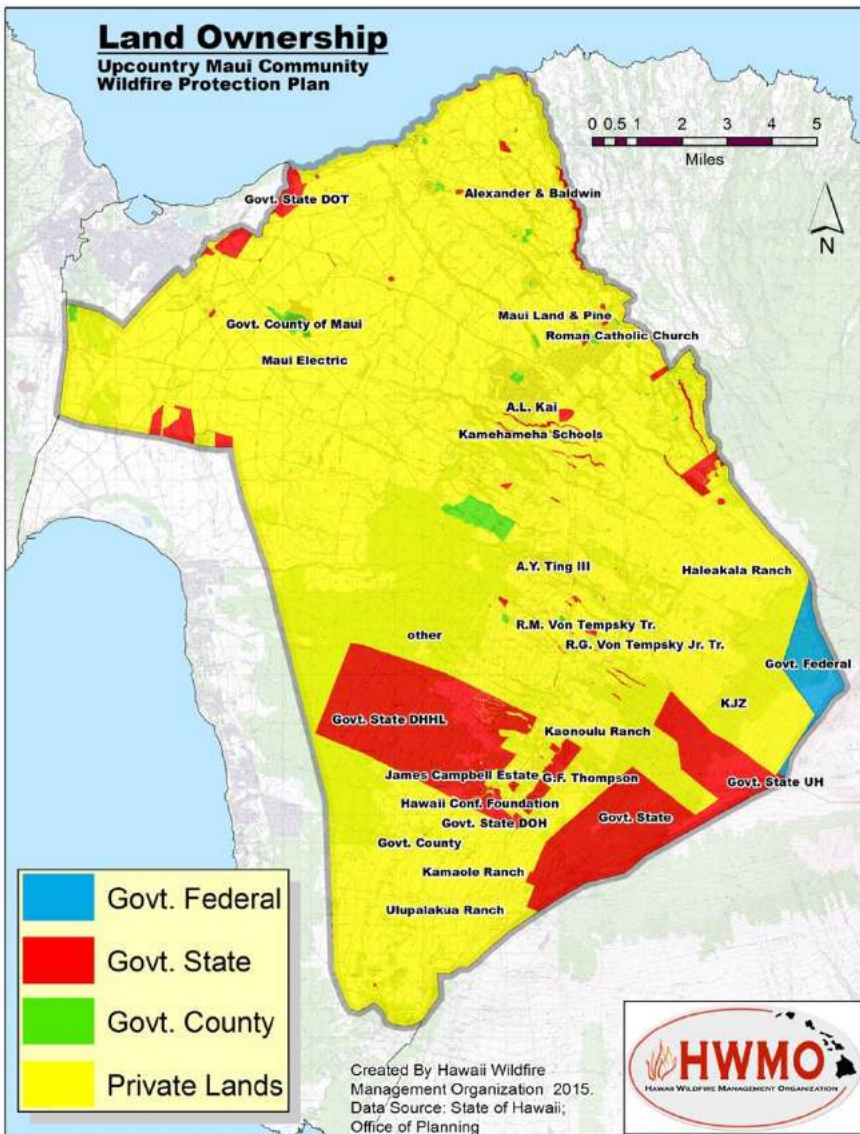 Land Ownership
Upcountry Maui Community
Wildfire Protection Plan
0 0.5 1 2 3 4 5
Miles
N
Govt. State DOT
Alexander & Baldwin
Govt. County of Maui
Maui Land & Pine
Roman Catholic Church
Maui Electric
A.L. Kai
Kamehameha Schools
A.Y. Ting III
Haleakala Ranch
R.M. Von Tempsky Tr.
other
R.G. Von Tempsky Jr. Tr.
Govt. Federal
KJZ
Govt. State DHHL
Kaonoulu Ranch
James Campbell Estate
G.F. Thompson
Govt. State UH
Hawaii Conf. Foundation
Govt. State
Govt. State DOH
Govt. County
Kamaole Ranch
Ulupalakua Ranch
Govt. Federal
Govt. State
Govt. County
Private Lands
Created By Hawaii Wildfire
Management Organization 2015.
Data Source: State of Hawaii;
Office of Planning
HWMO
HAWAII WILDFIRE MANAGEMENT ORGANIZATION